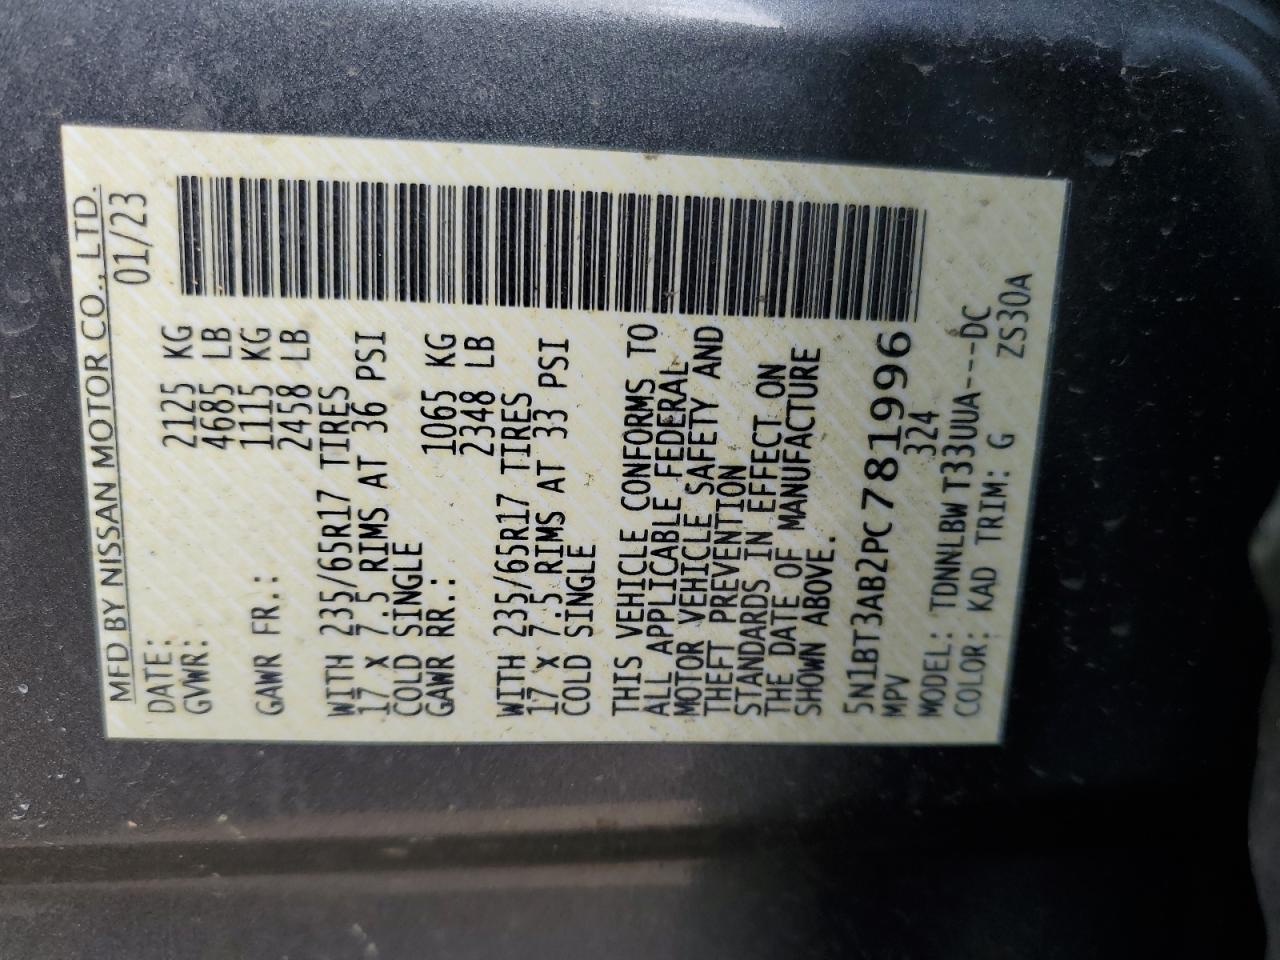 MFD BY NISSAN MOTOR CO., LTD.
DATE: 01/23
GVWR: 2125 KG
4685 LB
GAWR FR.: 1115 KG
2458 LB
WITH 235/65R17 TIRES
17 X 7.5 RIMS AT 36 PSI
COLD SINGLE
GAWR RR.: 1065 KG
2348 LB
WITH 235/65R17 TIRES
17 X 7.5 RIMS AT 33 PSI
COLD SINGLE
THIS VEHICLE CONFORMS TO
ALL APPLICABLE FEDERAL
MOTOR VEHICLE SAFETY AND
THEFT PREVENTION
STANDARDS IN EFFECT ON
THE DATE OF MANUFACTURE
SHOWN ABOVE.
5N1BT3AB2PC781996
MPV 324
MODEL: TDNNLBW T33UUA---DC
COLOR: KAD TRIM: G ZS30A